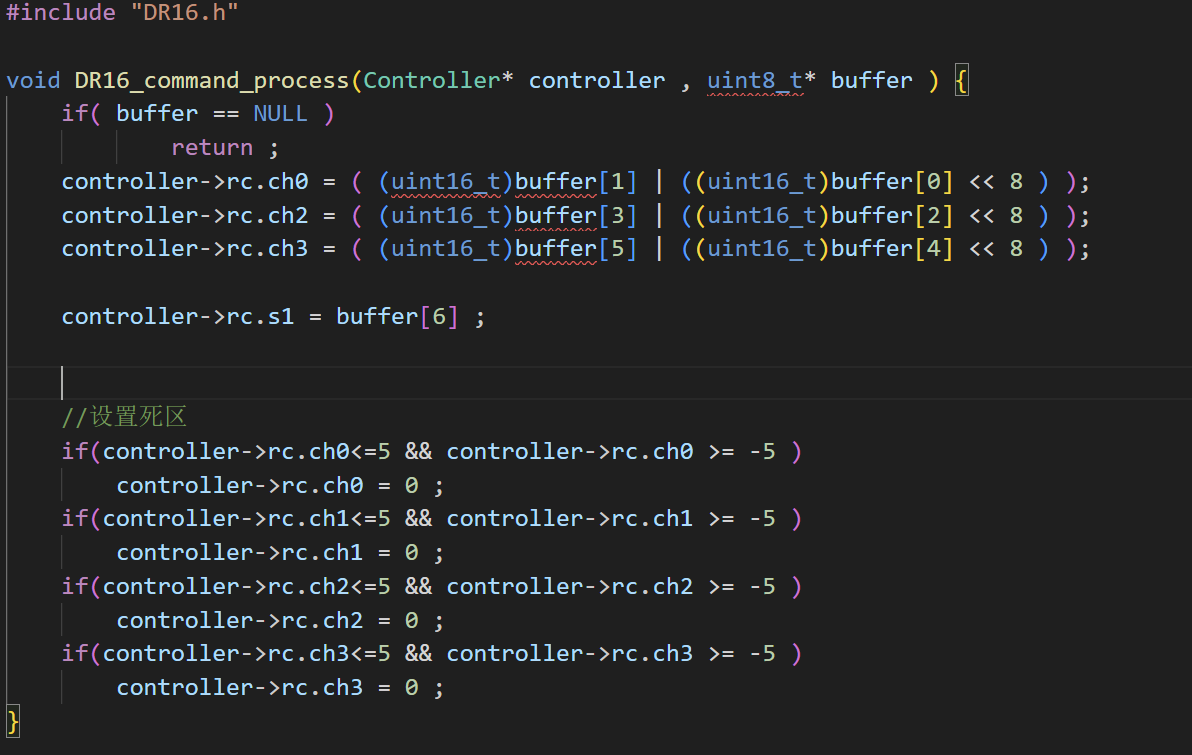 #include "DR16.h"
void DR16_command_process(Controller* controller , uint8_t* buffer ) {
if( buffer == NULL )
return ;
controller->rc.ch0 = ( (uint16_t)buffer[1] | ((uint16_t)buffer[0] << 8 ) );
controller->rc.ch2 = ( (uint16_t)buffer[3] | ((uint16_t)buffer[2] << 8 ) );
controller->rc.ch3 = ( (uint16_t)buffer[5] | ((uint16_t)buffer[4] << 8 ) );
controller->rc.s1 = buffer[6] ;
//设置死区
if(controller->rc.ch0<=5 && controller->rc.ch0 >= -5 )
controller->rc.ch0 = 0 ;
if(controller->rc.ch1<=5 && controller->rc.ch1 >= -5 )
controller->rc.ch1 = 0 ;
if(controller->rc.ch2<=5 && controller->rc.ch2 >= -5 )
controller->rc.ch2 = 0 ;
if(controller->rc.ch3<=5 && controller->rc.ch3 >= -5 )
controller->rc.ch3 = 0 ;
}